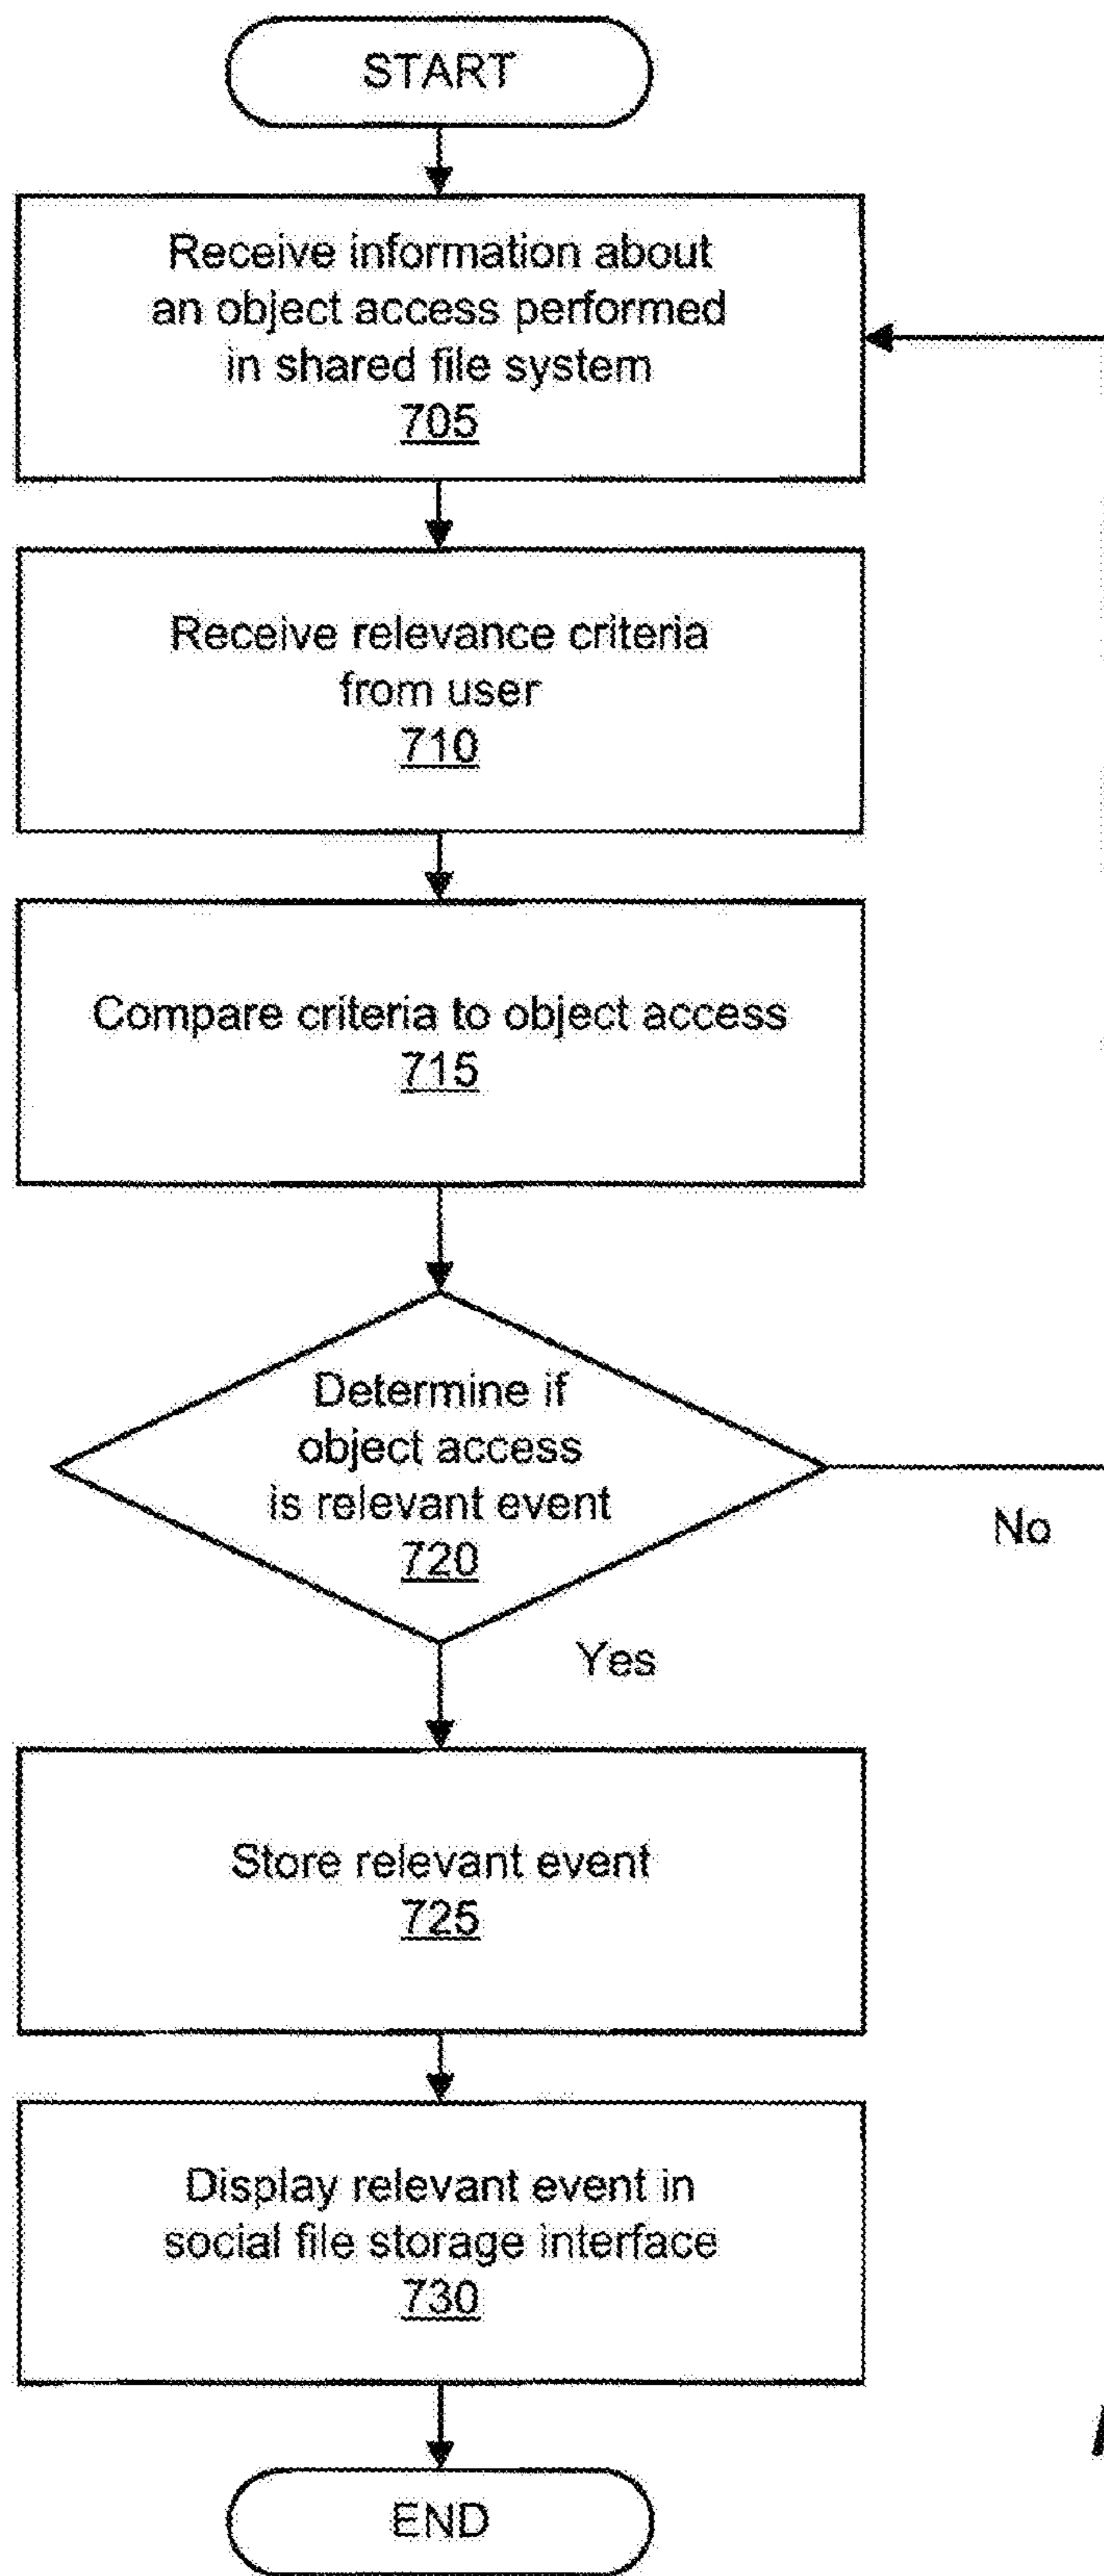 START
Receive information about
an object access performed
in shared file system
705
Receive relevance criteria
from user
710
Compare criteria to object access
715
Determine if
object access
is relevant event
720
No
Yes
Store relevant event
725
Display relevant event in
social file storage interface
730
END